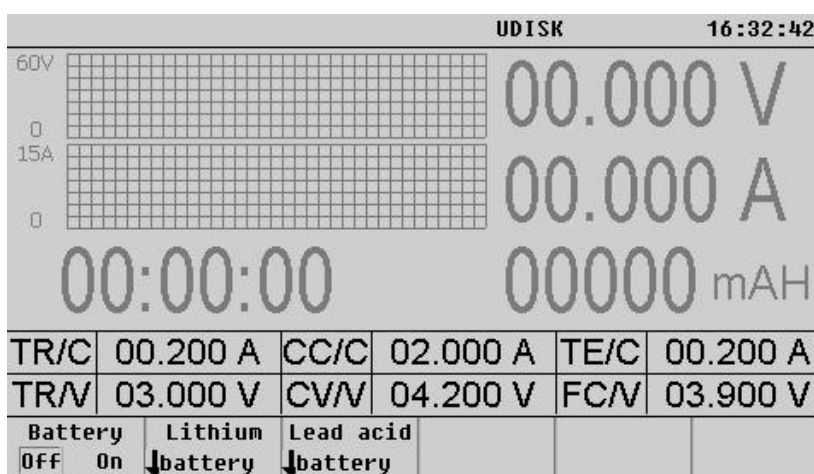 UDISK 16:32:42
60V
00.000 V
0
15A
00.000 A
0
00:00:00 00000 mAH
TR/C 00.200 A CC/C 02.000 A TE/C 00.200 A
TR/V 03.000 V CV/V 04.200 V FC/V 03.900 V
Battery Lithium Lead acid
Off On battery battery